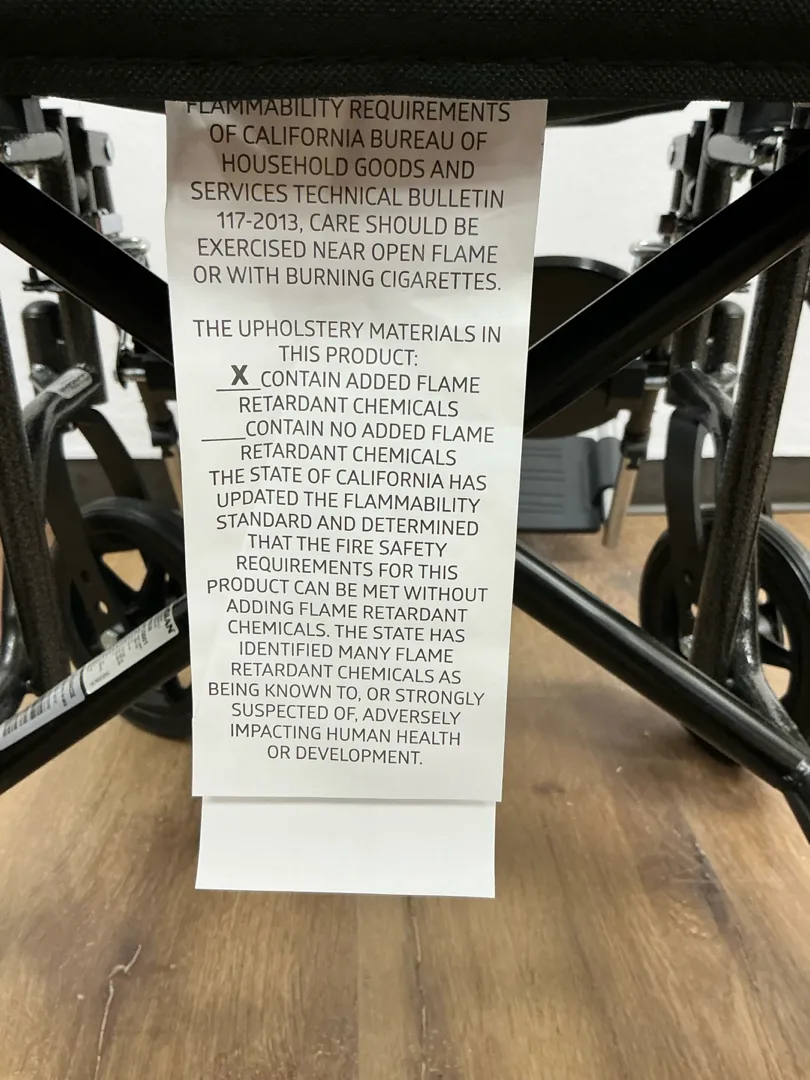 FLAMMABILITY REQUIREMENTS
OF CALIFORNIA BUREAU OF
HOUSEHOLD GOODS AND
SERVICES TECHNICAL BULLETIN
117-2013, CARE SHOULD BE
EXERCISED NEAR OPEN FLAME
OR WITH BURNING CIGARETTES.
THE UPHOLSTERY MATERIALS IN
THIS PRODUCT:
_X_CONTAIN ADDED FLAME
RETARDANT CHEMICALS
____CONTAIN NO ADDED FLAME
RETARDANT CHEMICALS
THE STATE OF CALIFORNIA HAS
UPDATED THE FLAMMABILITY
STANDARD AND DETERMINED
THAT THE FIRE SAFETY
REQUIREMENTS FOR THIS
PRODUCT CAN BE MET WITHOUT
ADDING FLAME RETARDANT
CHEMICALS. THE STATE HAS
IDENTIFIED MANY FLAME
RETARDANT CHEMICALS AS
BEING KNOWN TO, OR STRONGLY
SUSPECTED OF, ADVERSELY
IMPACTING HUMAN HEALTH
OR DEVELOPMENT.